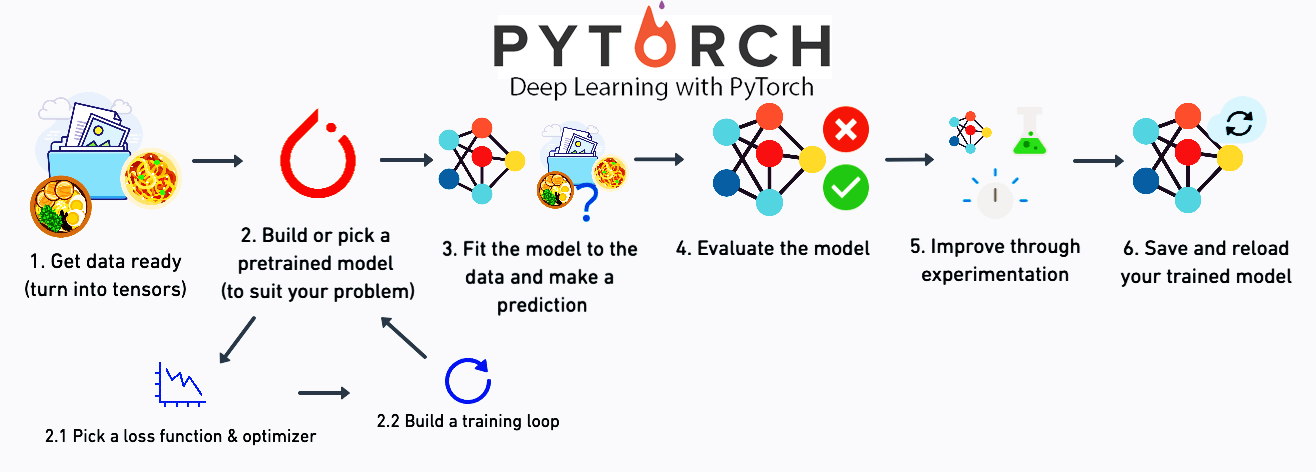 PYTORCH
Deep Learning with PyTorch
1. Get data ready
(turn into tensors)
2. Build or pick a
pretrained model
(to suit your problem)
3. Fit the model to the
data and make a
prediction
4. Evaluate the model
5. Improve through
experimentation
6. Save and reload
your trained model
2.1 Pick a loss function & optimizer
2.2 Build a training loop